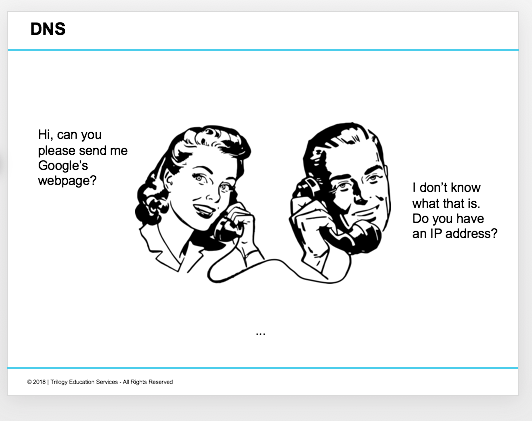 DNS
Hi, can you
please send me
Google's
webpage?
I don't know
what that is.
Do you have
an IP address?
...
© 2018 | Trilogy Education Services - All Rights Reserved